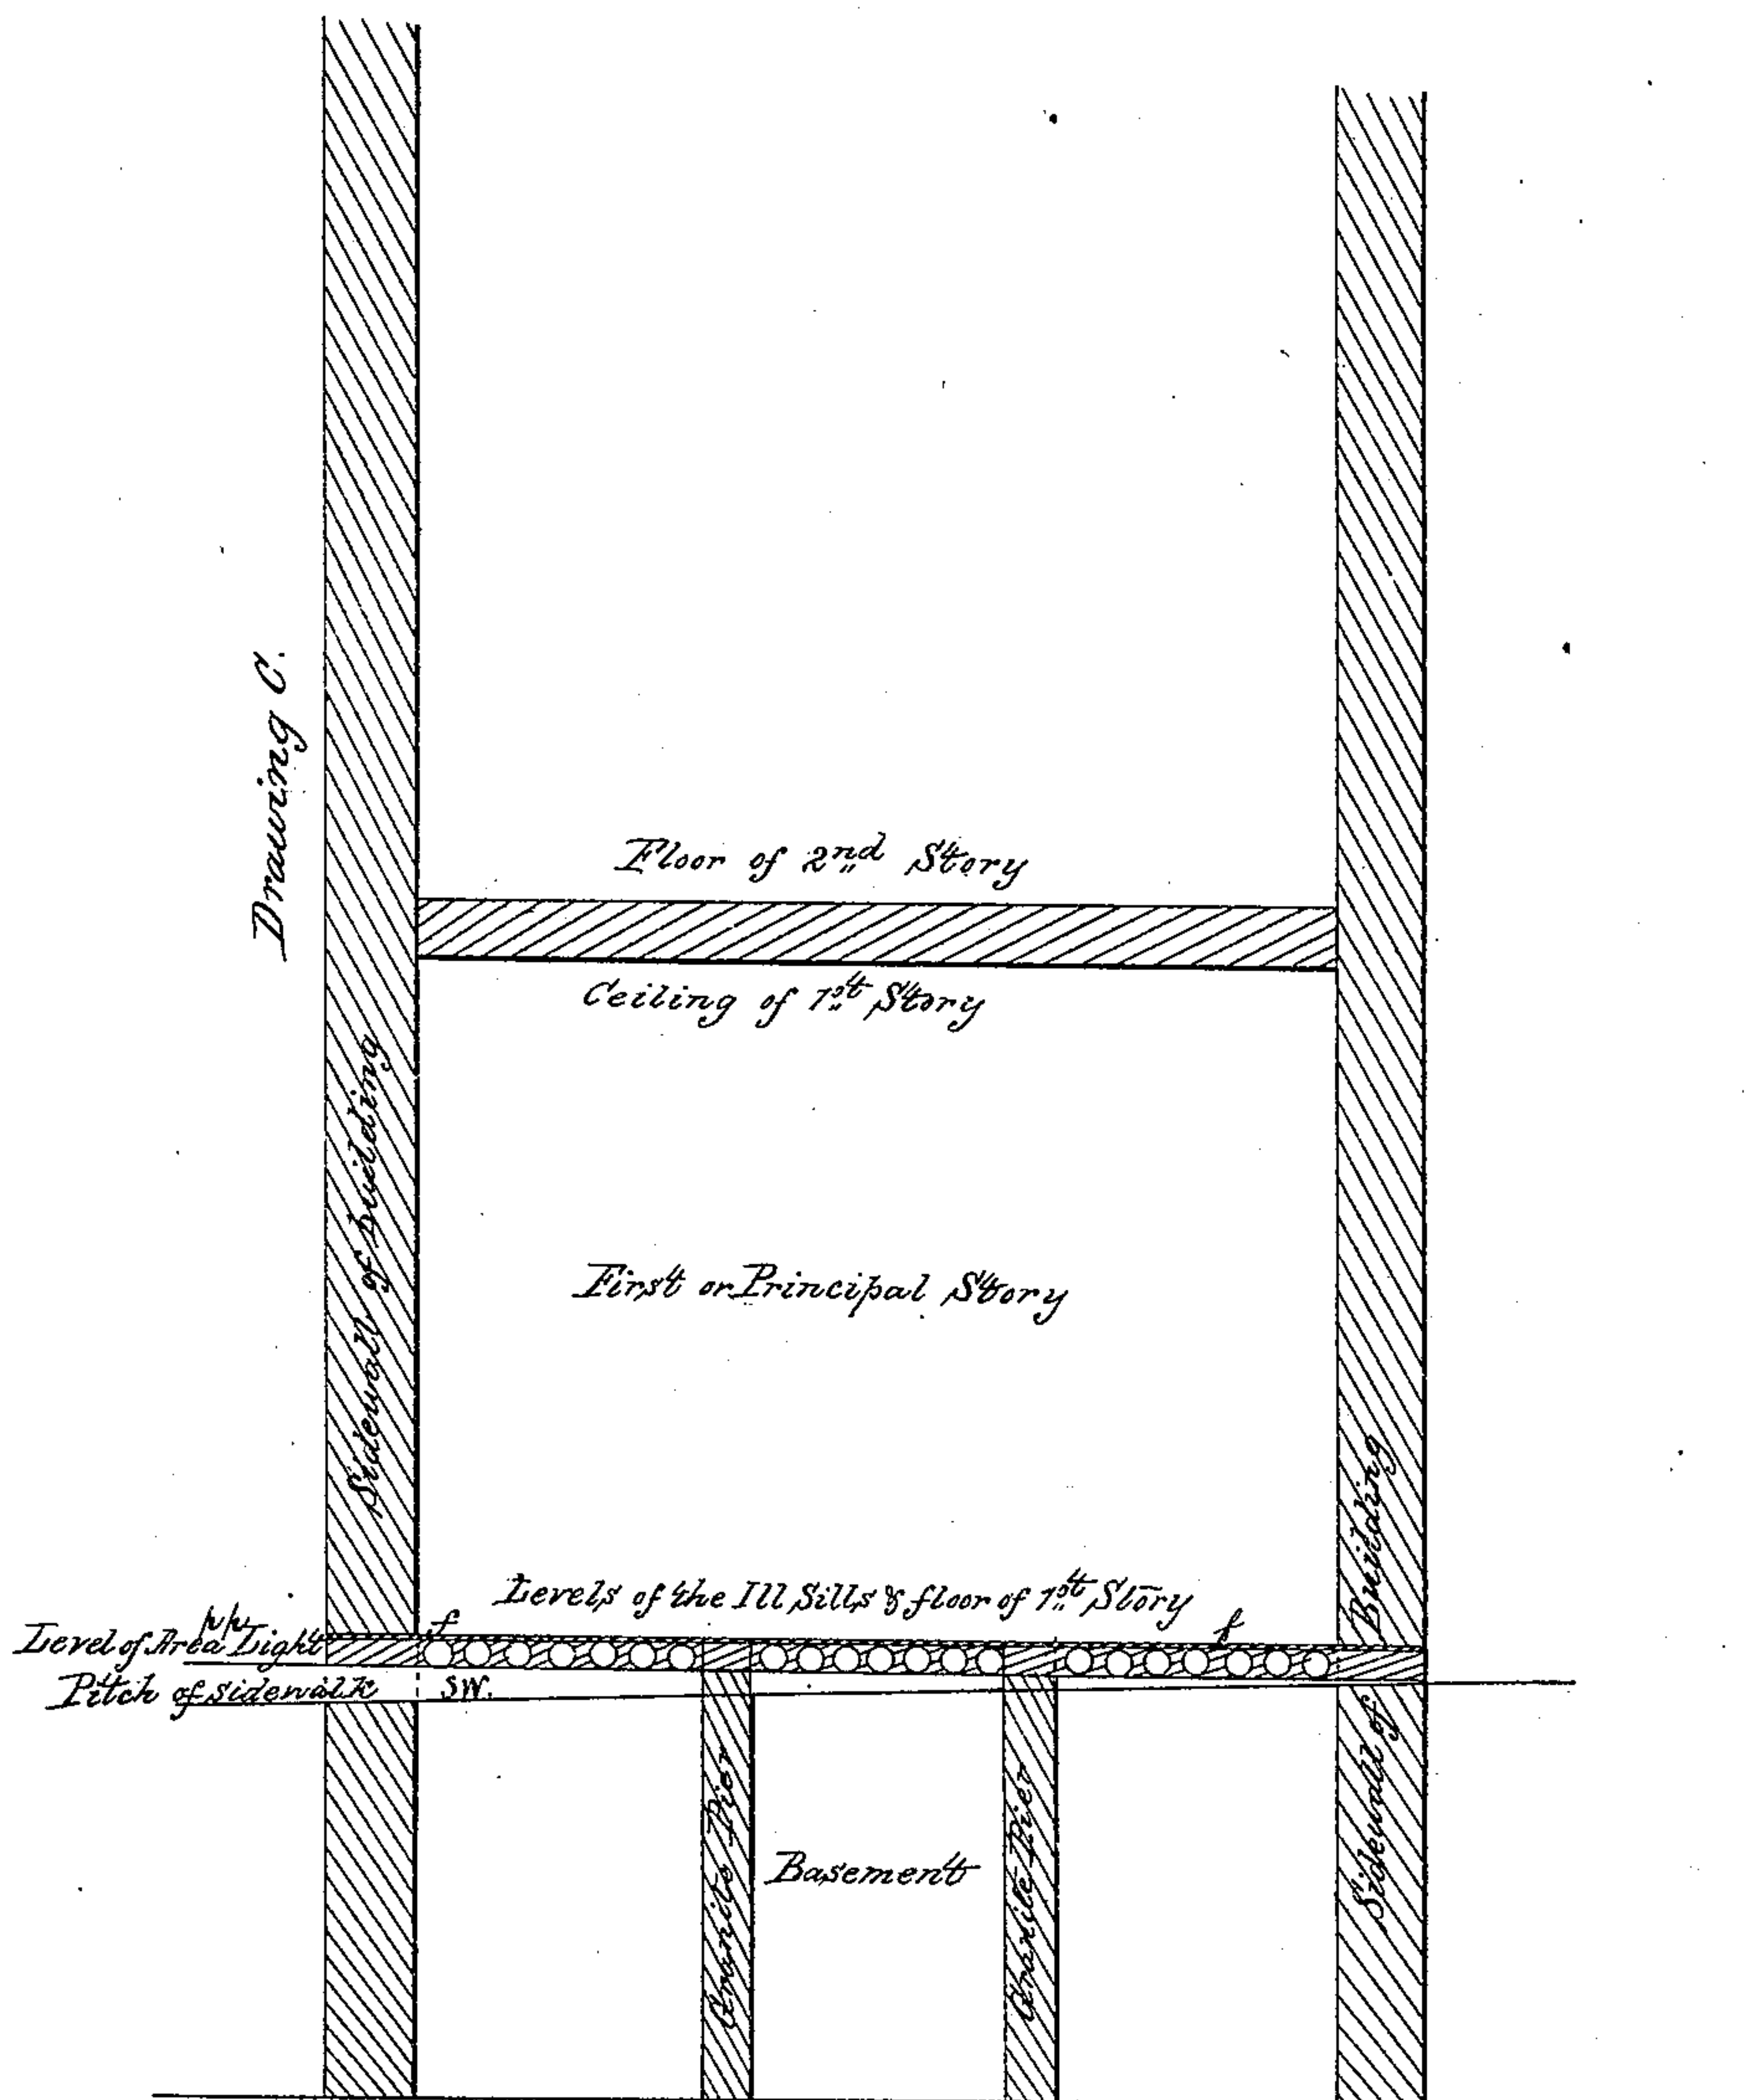 Drawing C.
Floor of 2nd Story
Ceiling of 1st Story
Sidewall of building
First or Principal Story
Levels of the Ill Sills & floor of 1st Story
f
f
Level of Area Light
Pitch of sidewalk
SW.
Sidewall of Building
Granite Pier
Basement
Granite Pier